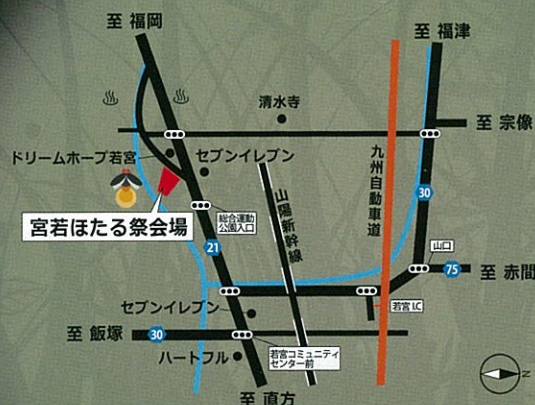 至 福岡
至 福津
清水寺
至 宗像
ドリームホープ若宮
セブンイレブン
九州自動車道
30
宮若ほたる祭会場
総合運動
公園入口
山陽新幹線
21
山口
75
至 赤間
若宮 I.C
セブンイレブン
至 飯塚
30
ハートフル
若宮コミュニティ
センター前
至 直方
N